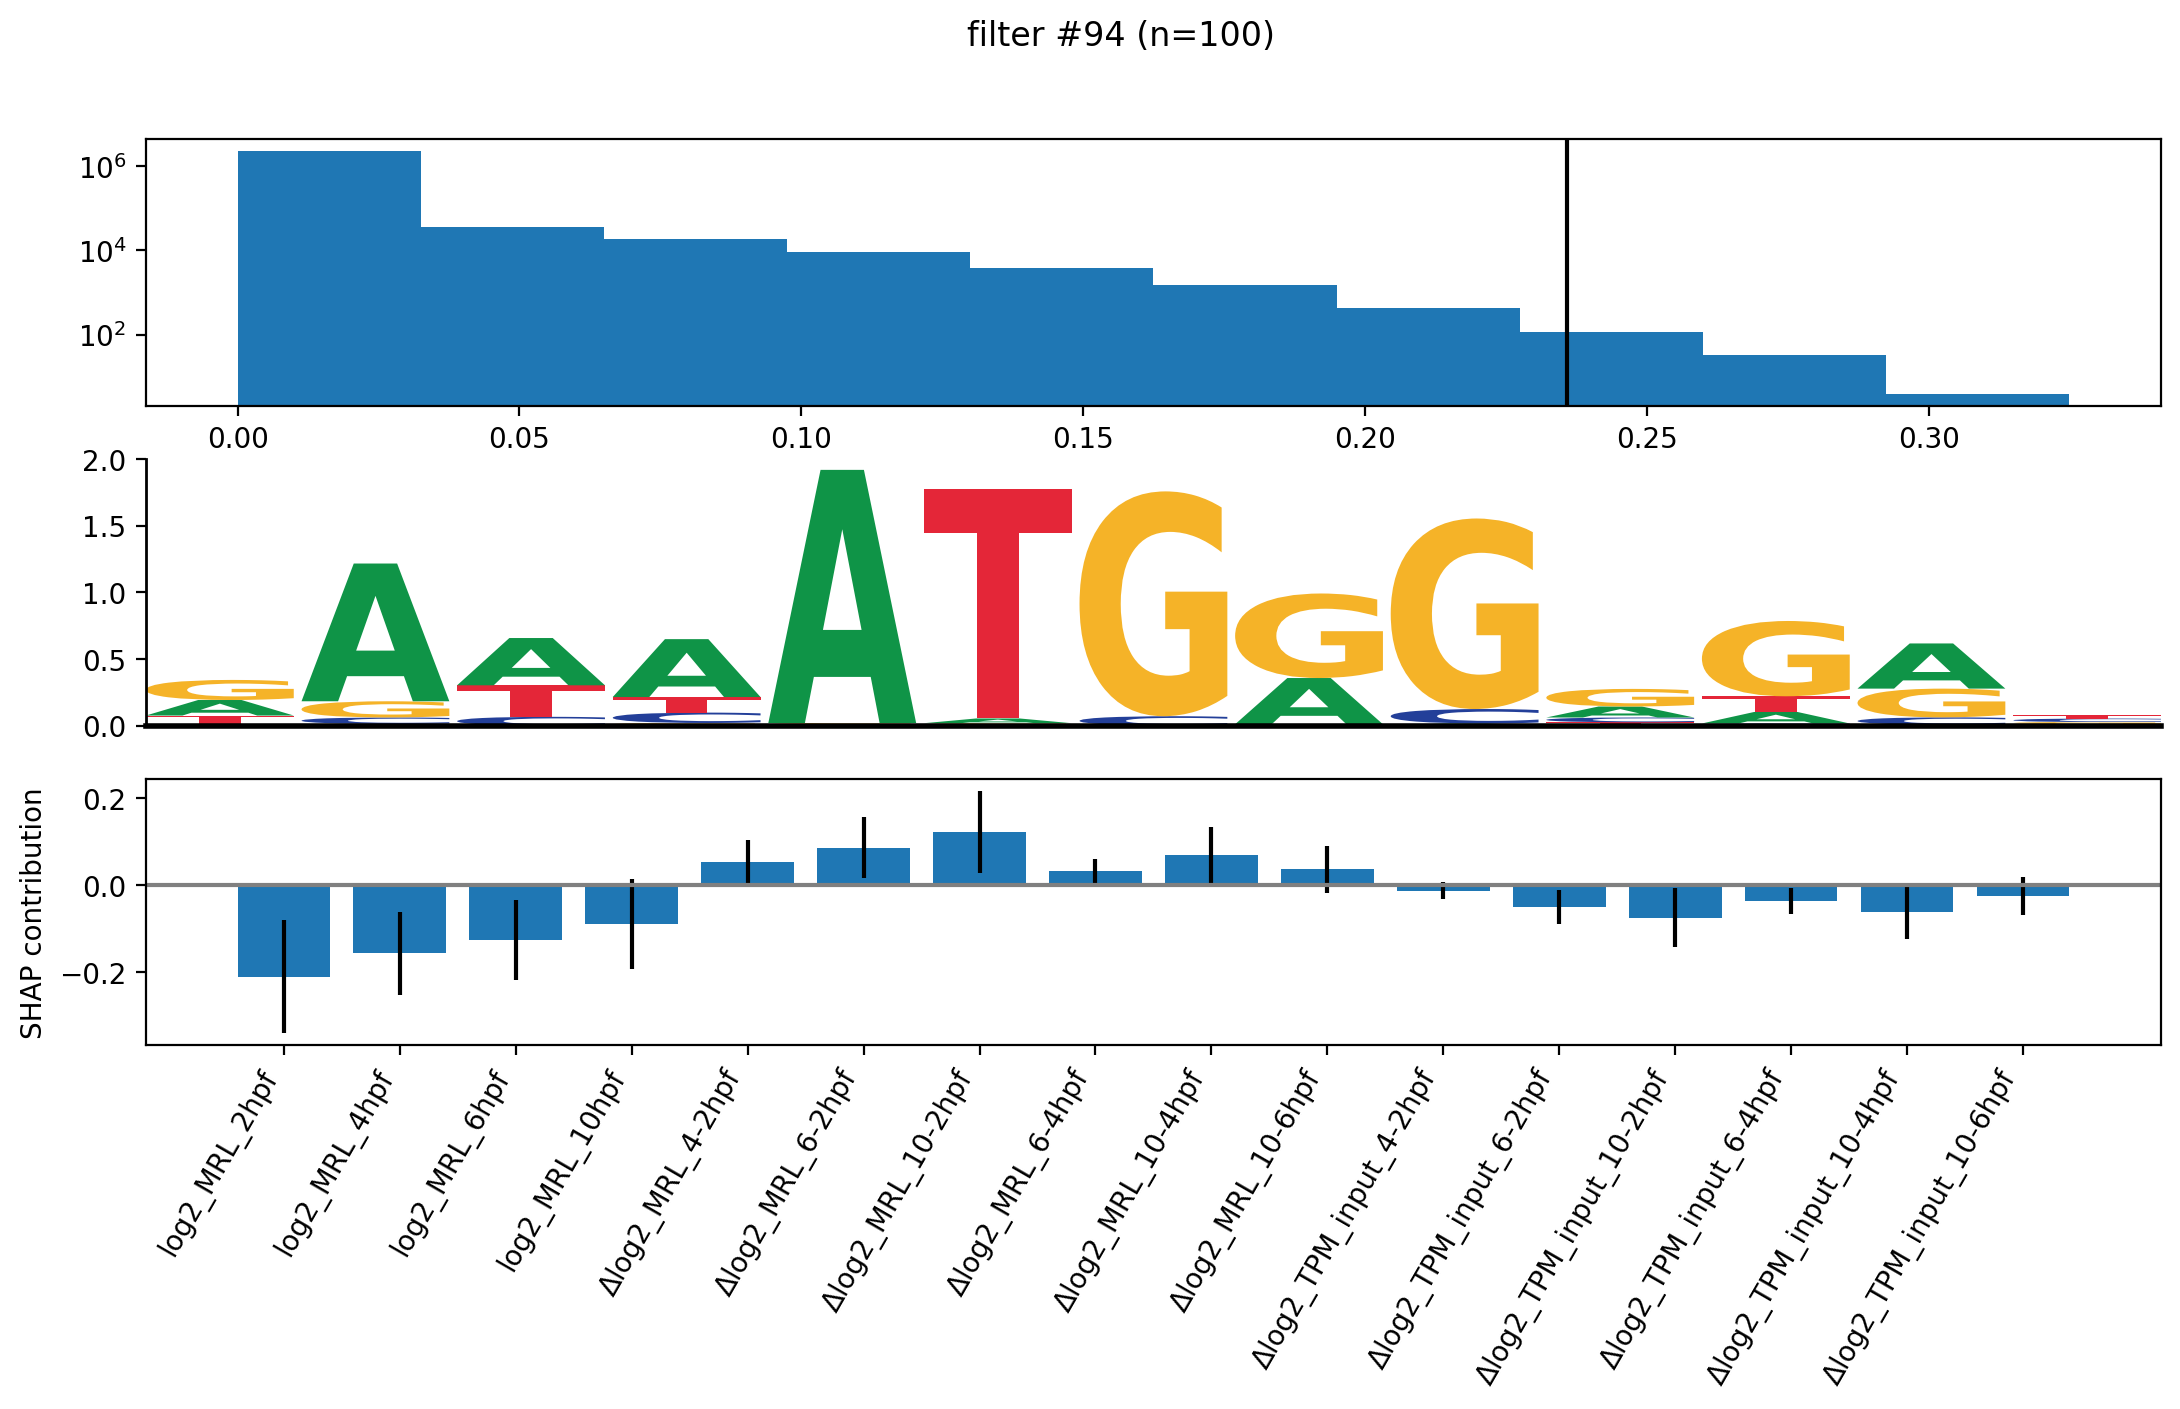 filter #94 (n=100)
10^6
10^4
10^2
0.00 0.05 0.10 0.15 0.20 0.25 0.30
2.0
1.5
1.0
0.5
0.0
G A T
A G C
A T C
A T C
A
T A
G C
G A
G C
G A C T
G T A
A G C
SHAP contribution
0.2
0.0
−0.2
log2_MRL_2hpf
log2_MRL_4hpf
log2_MRL_6hpf
log2_MRL_10hpf
Δlog2_MRL_4-2hpf
Δlog2_MRL_6-2hpf
Δlog2_MRL_10-2hpf
Δlog2_MRL_6-4hpf
Δlog2_MRL_10-4hpf
Δlog2_MRL_10-6hpf
Δlog2_TPM_input_4-2hpf
Δlog2_TPM_input_6-2hpf
Δlog2_TPM_input_10-2hpf
Δlog2_TPM_input_6-4hpf
Δlog2_TPM_input_10-4hpf
Δlog2_TPM_input_10-6hpf